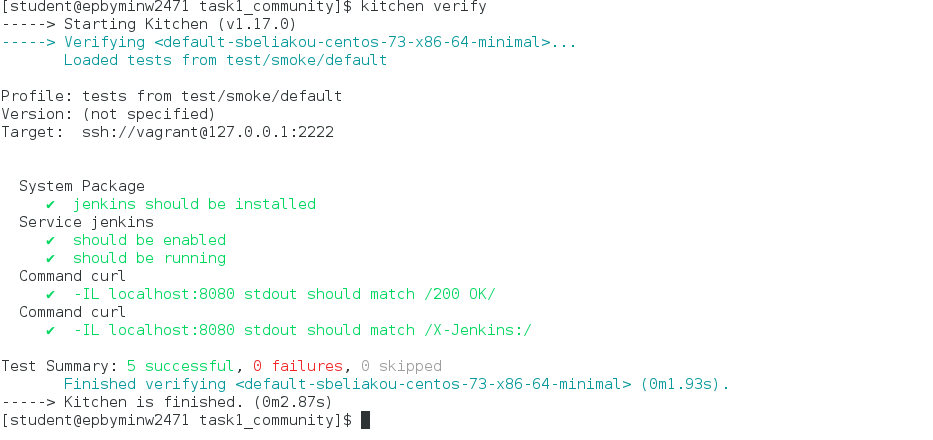 [student@epbyminw2471 task1_community]$ kitchen verify
-----> Starting Kitchen (v1.17.0)
-----> Verifying <default-sbeliakou-centos-73-x86-64-minimal>...
       Loaded tests from test/smoke/default

Profile: tests from test/smoke/default
Version: (not specified)
Target:  ssh://vagrant@127.0.0.1:2222


  System Package
     ✔  jenkins should be installed
  Service jenkins
     ✔  should be enabled
     ✔  should be running
  Command curl
     ✔  -IL localhost:8080 stdout should match /200 OK/
  Command curl
     ✔  -IL localhost:8080 stdout should match /X-Jenkins:/

Test Summary: 5 successful, 0 failures, 0 skipped
       Finished verifying <default-sbeliakou-centos-73-x86-64-minimal> (0m1.93s).
-----> Kitchen is finished. (0m2.87s)
[student@epbyminw2471 task1_community]$